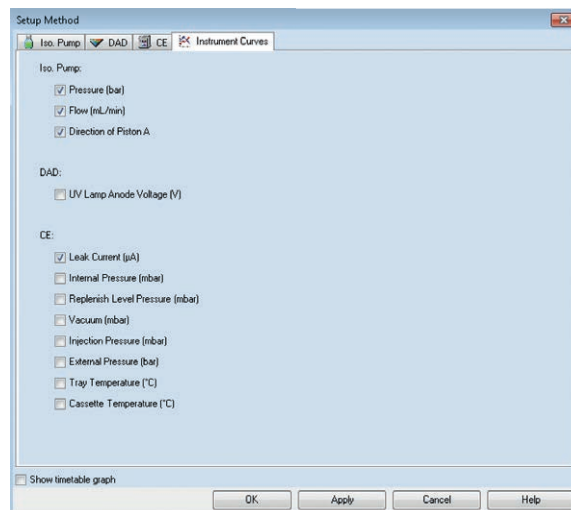 Setup Method
Iso. Pump DAD CE Instrument Curves
Iso. Pump:
Pressure (bar)
Flow (mL/min)
Direction of Piston A
DAD:
UV Lamp Anode Voltage (V)
CE:
Leak Current (µA)
Internal Pressure (mbar)
Replenish Level Pressure (mbar)
Vacuum (mbar)
Injection Pressure (mbar)
External Pressure (bar)
Tray Temperature (°C)
Cassette Temperature (°C)
Show timetable graph
OK Apply Cancel Help